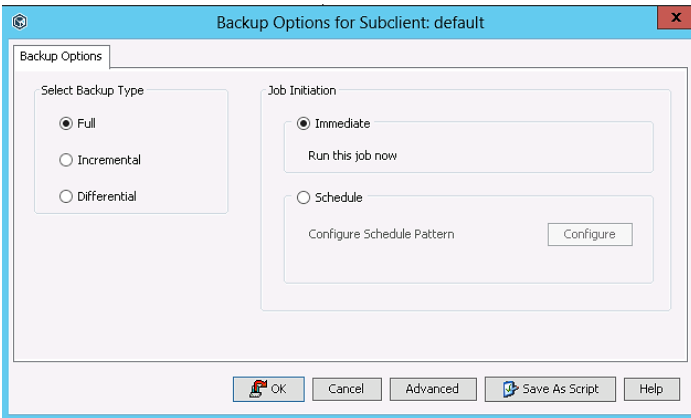 Backup Options for Subclient: default
x
Backup Options
Select Backup Type
Full
Incremental
Differential
Job Initiation
Immediate
Run this job now
Schedule
Configure Schedule Pattern
Configure
OK
Cancel
Advanced
Save As Script
Help